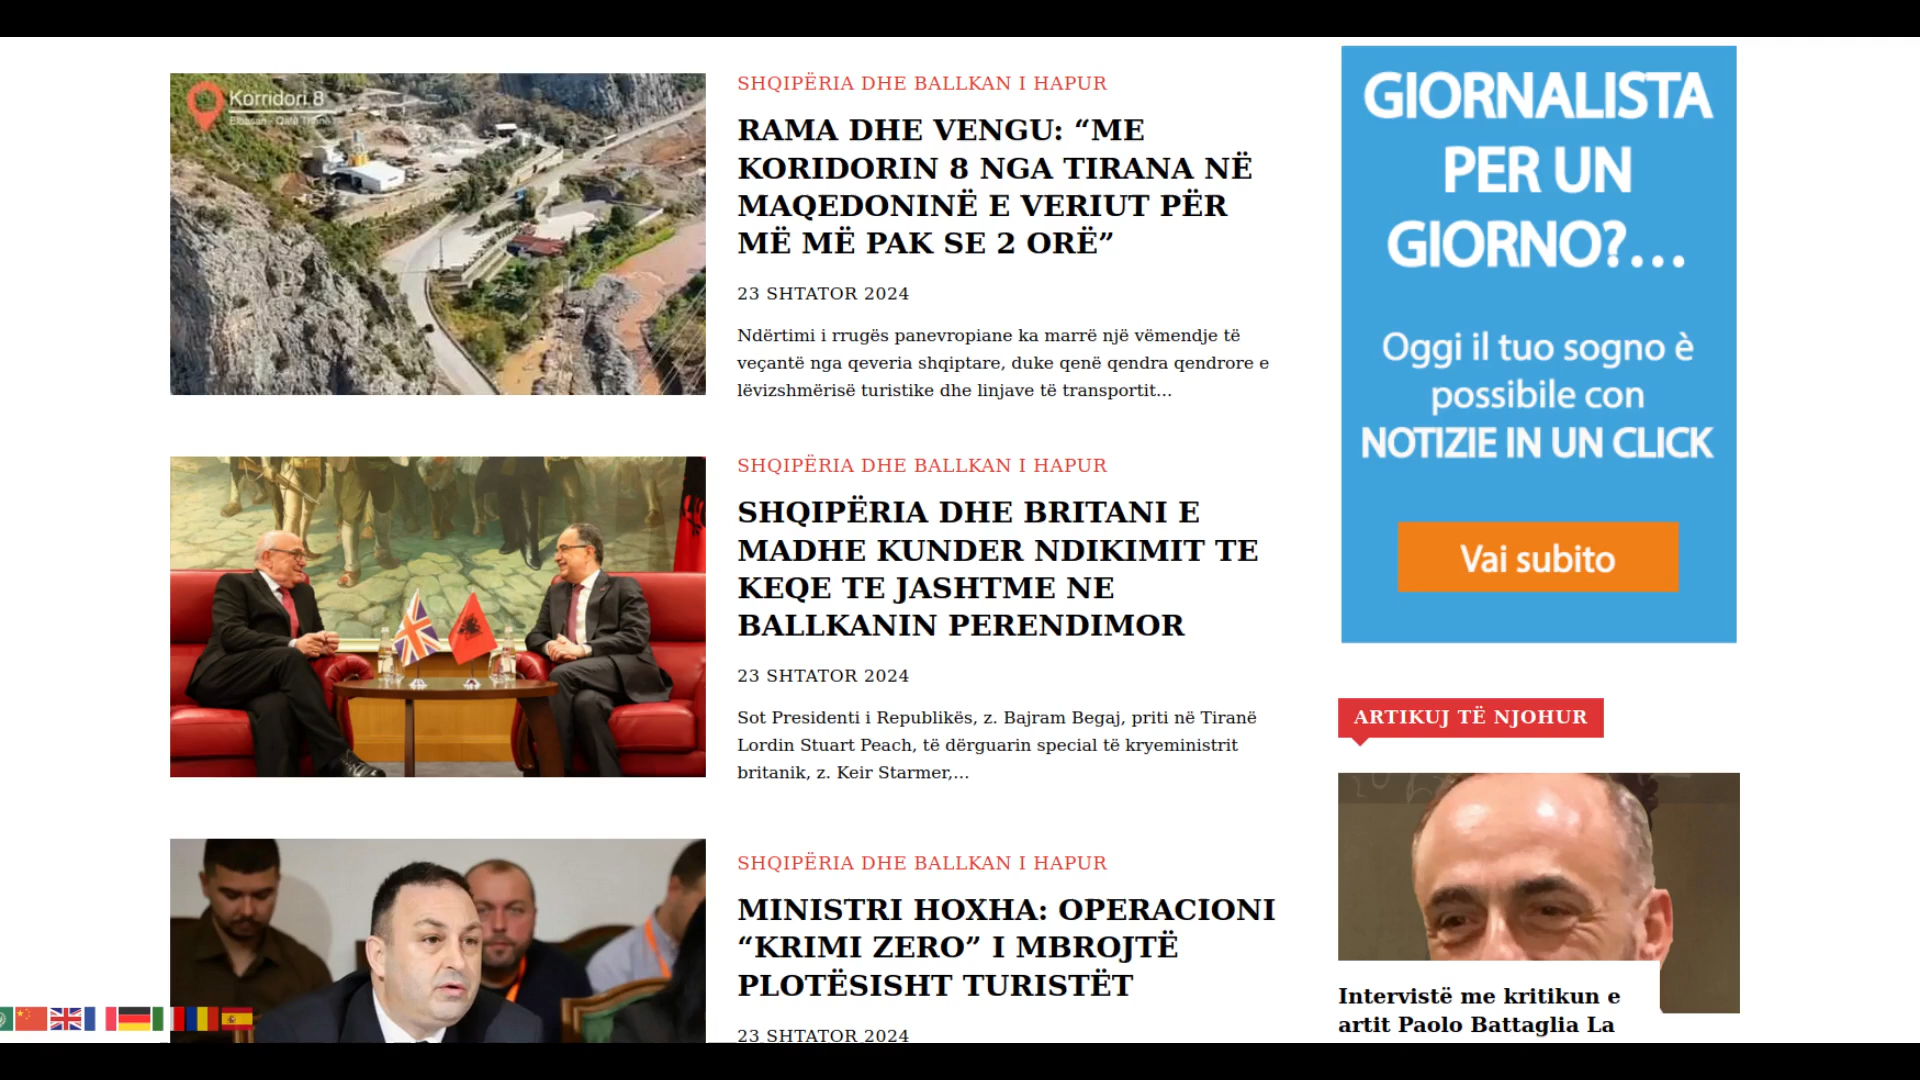 Korridori 8
Elbasan - Qafë Thanë
SHQIPËRIA DHE BALLKAN I HAPUR
RAMA DHE VENGU: “ME
KORIDORIN 8 NGA TIRANA NË
MAQEDONINË E VERIUT PËR
MË MË PAK SE 2 ORË”
23 SHTATOR 2024
Ndërtimi i rrugës panevropiane ka marrë një vëmendje të
veçantë nga qeveria shqiptare, duke qenë qendra qendrore e
lëvizshmërisë turistike dhe linjave të transportit…
SHQIPËRIA DHE BALLKAN I HAPUR
SHQIPËRIA DHE BRITANI E
MADHE KUNDER NDIKIMIT TE
KEQE TE JASHTME NE
BALLKANIN PERENDIMOR
23 SHTATOR 2024
Sot Presidenti i Republikës, z. Bajram Begaj, priti në Tiranë
Lordin Stuart Peach, të dërguarin special të kryeministrit
britanik, z. Keir Starmer,…
SHQIPËRIA DHE BALLKAN I HAPUR
MINISTRI HOXHA: OPERACIONI
“KRIMI ZERO” I MBROJTË
PLOTËSISHT TURISTËT
23 SHTATOR 2024
GIORNALISTA
PER UN
GIORNO?...
Oggi il tuo sogno è
possibile con
NOTIZIE IN UN CLICK
Vai subito
ARTIKUJ TË NJOHUR
Intervistë me kritikun e
artit Paolo Battaglia La